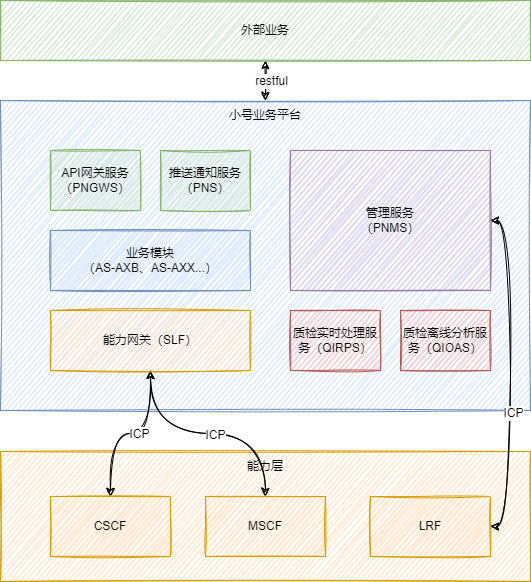 外部业务
restful
小号业务平台
API网关服务
（PNGWS）
推送通知服务
（PNS）
管理服务
（PNMS）
业务模块
（AS-AXB、AS-AXX...）
能力网关（SLF）
质检实时处理服
务（QIRPS）
质检离线分析服
务（QIOAS）
ICP
ICP
ICP
能力层
CSCF
MSCF
LRF